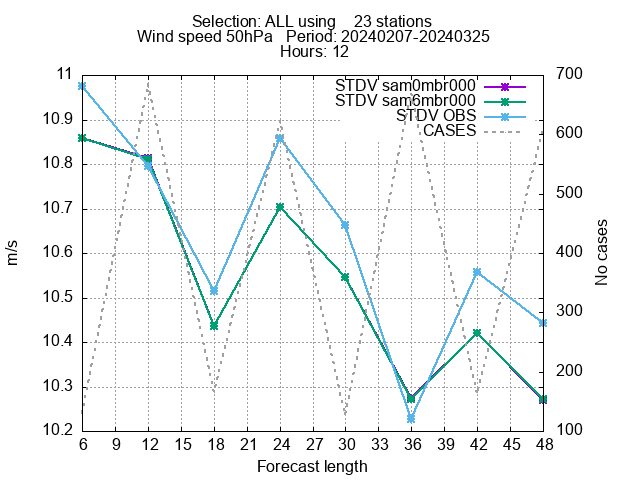 Selection: ALL using 23 stations
Wind speed 50hPa Period: 20240207-20240325
Hours: 12
STDV sam0mbr000
STDV sam6mbr000
STDV OBS
CASES
11
10.9
10.8
10.7
10.6
10.5
10.4
10.3
10.2
m/s
700
600
500
400
300
200
100
No cases
6 9 12 15 18 21 24 27 30 33 36 39 42 45 48
Forecast length